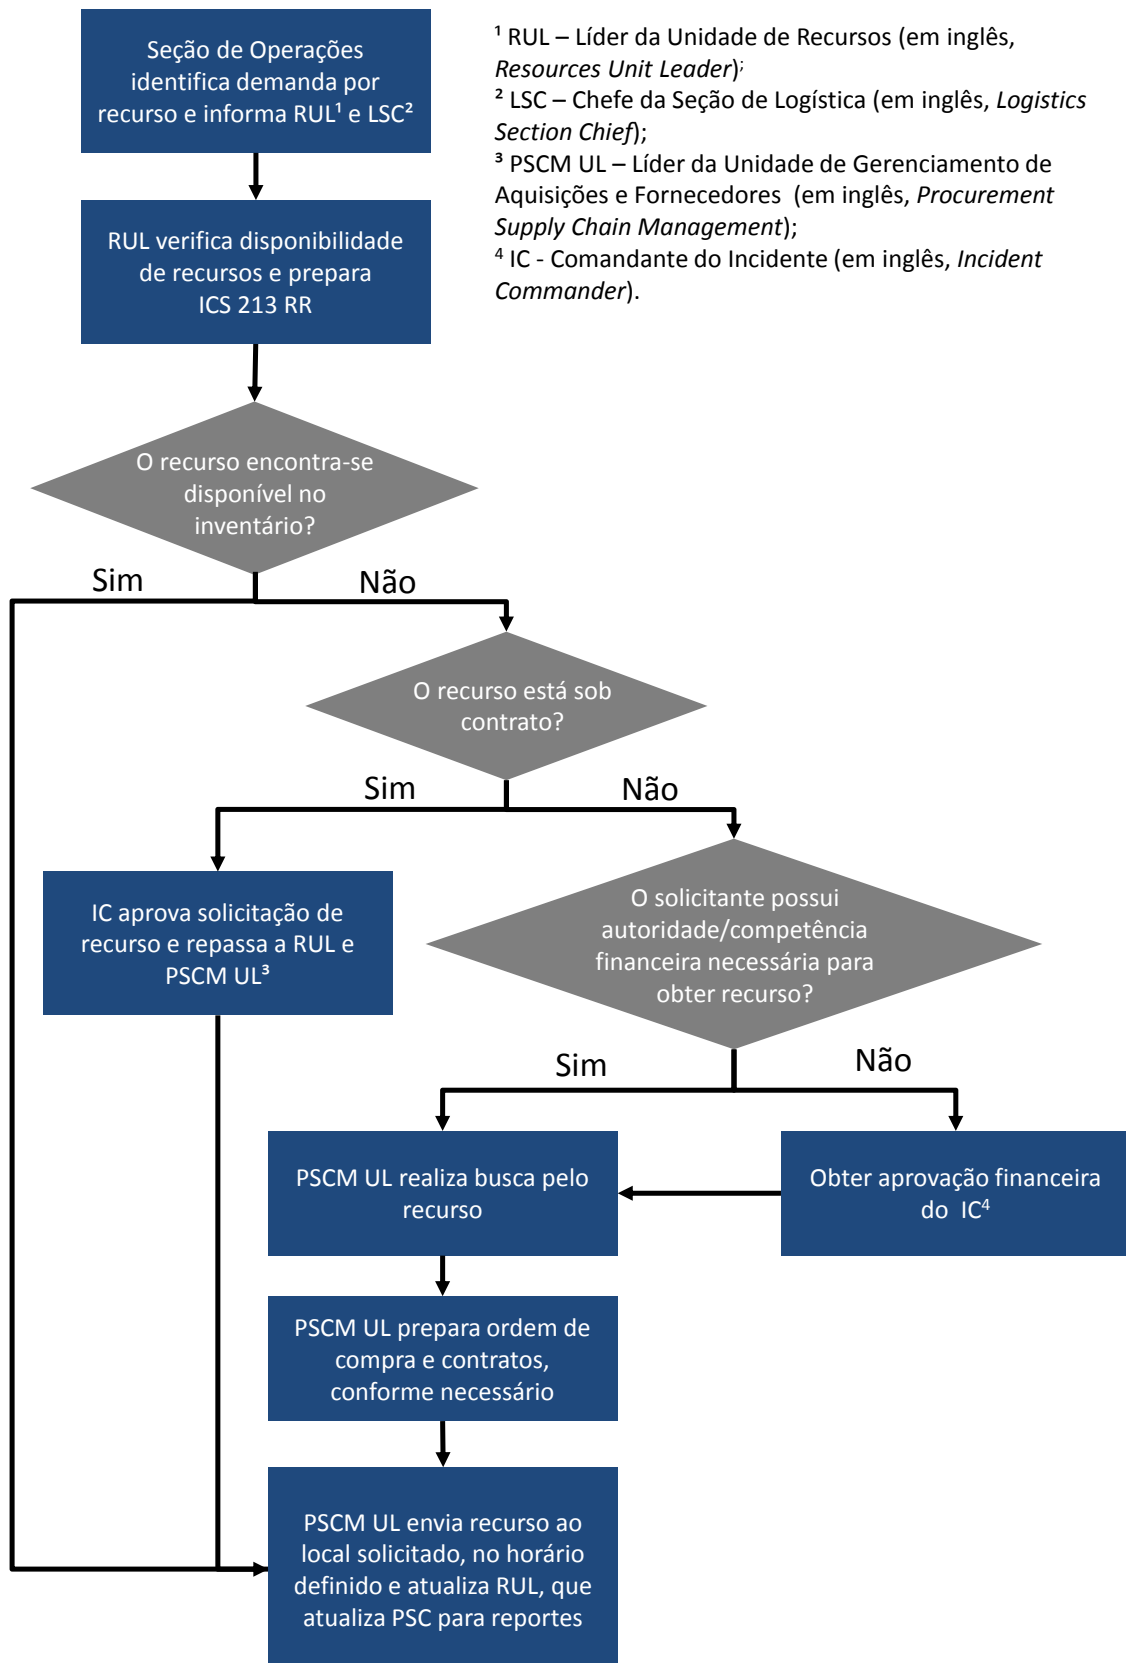 Seção de Operações
identifica demanda por
recurso e informa RUL¹ e LSC²
¹ RUL – Líder da Unidade de Recursos (em inglês,
Resources Unit Leader);
² LSC – Chefe da Seção de Logística (em inglês, Logistics
Section Chief);
³ PSCM UL – Líder da Unidade de Gerenciamento de
Aquisições e Fornecedores (em inglês, Procurement
Supply Chain Management);
⁴ IC - Comandante do Incidente (em inglês, Incident
Commander).
RUL verifica disponibilidade
de recursos e prepara
ICS 213 RR
O recurso encontra-se
disponível no
inventário?
Sim
Não
O recurso está sob
contrato?
Sim
Não
IC aprova solicitação de
recurso e repassa a RUL e
PSCM UL³
O solicitante possui
autoridade/competência
financeira necessária para
obter recurso?
Sim
Não
PSCM UL realiza busca pelo
recurso
Obter aprovação financeira
do IC⁴
PSCM UL prepara ordem de
compra e contratos,
conforme necessário
PSCM UL envia recurso ao
local solicitado, no horário
definido e atualiza RUL, que
atualiza PSC para reportes